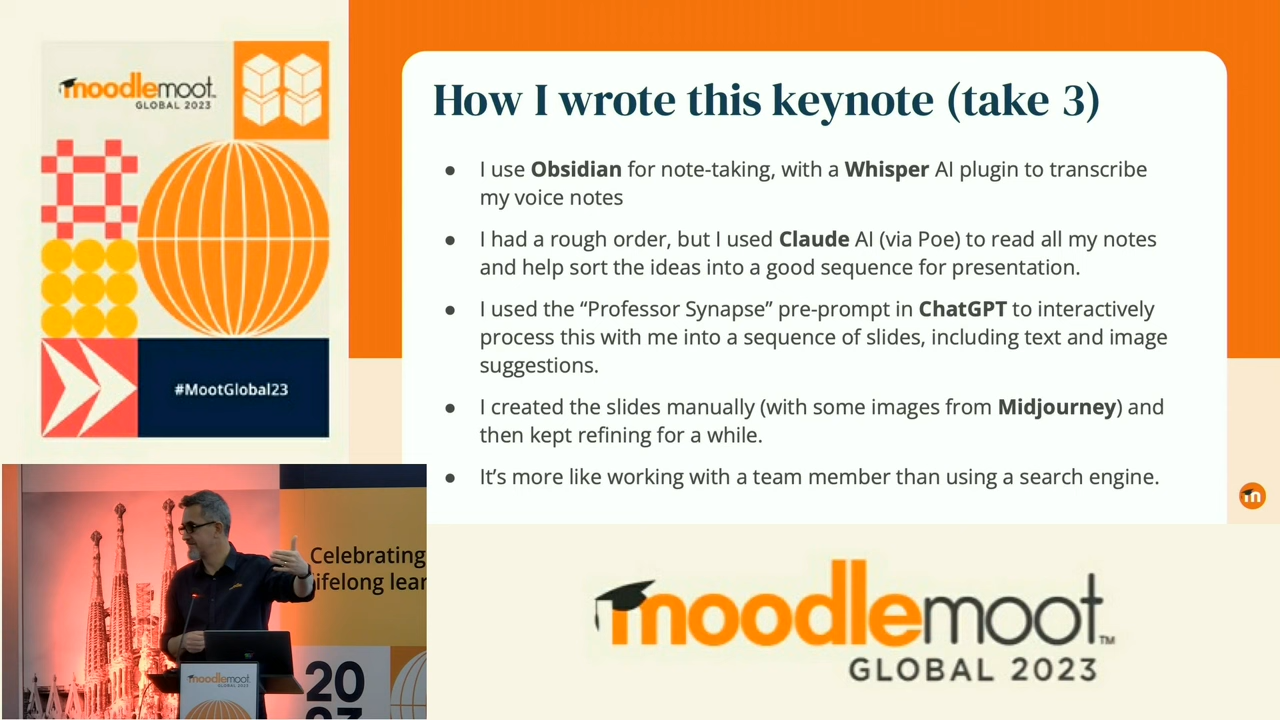 moodlemoot™
GLOBAL 2023
#MootGlobal23
How I wrote this keynote (take 3)
● I use Obsidian for note-taking, with a Whisper AI plugin to transcribe
my voice notes
● I had a rough order, but I used Claude AI (via Poe) to read all my notes
and help sort the ideas into a good sequence for presentation.
● I used the “Professor Synapse” pre-prompt in ChatGPT to interactively
process this with me into a sequence of slides, including text and image
suggestions.
● I created the slides manually (with some images from Midjourney) and
then kept refining for a while.
● It’s more like working with a team member than using a search engine.
m
Celebrating
ifelong lear
moodlemoot
GLOBAL 2023
20
23
moodlemoot™
GLOBAL 2023